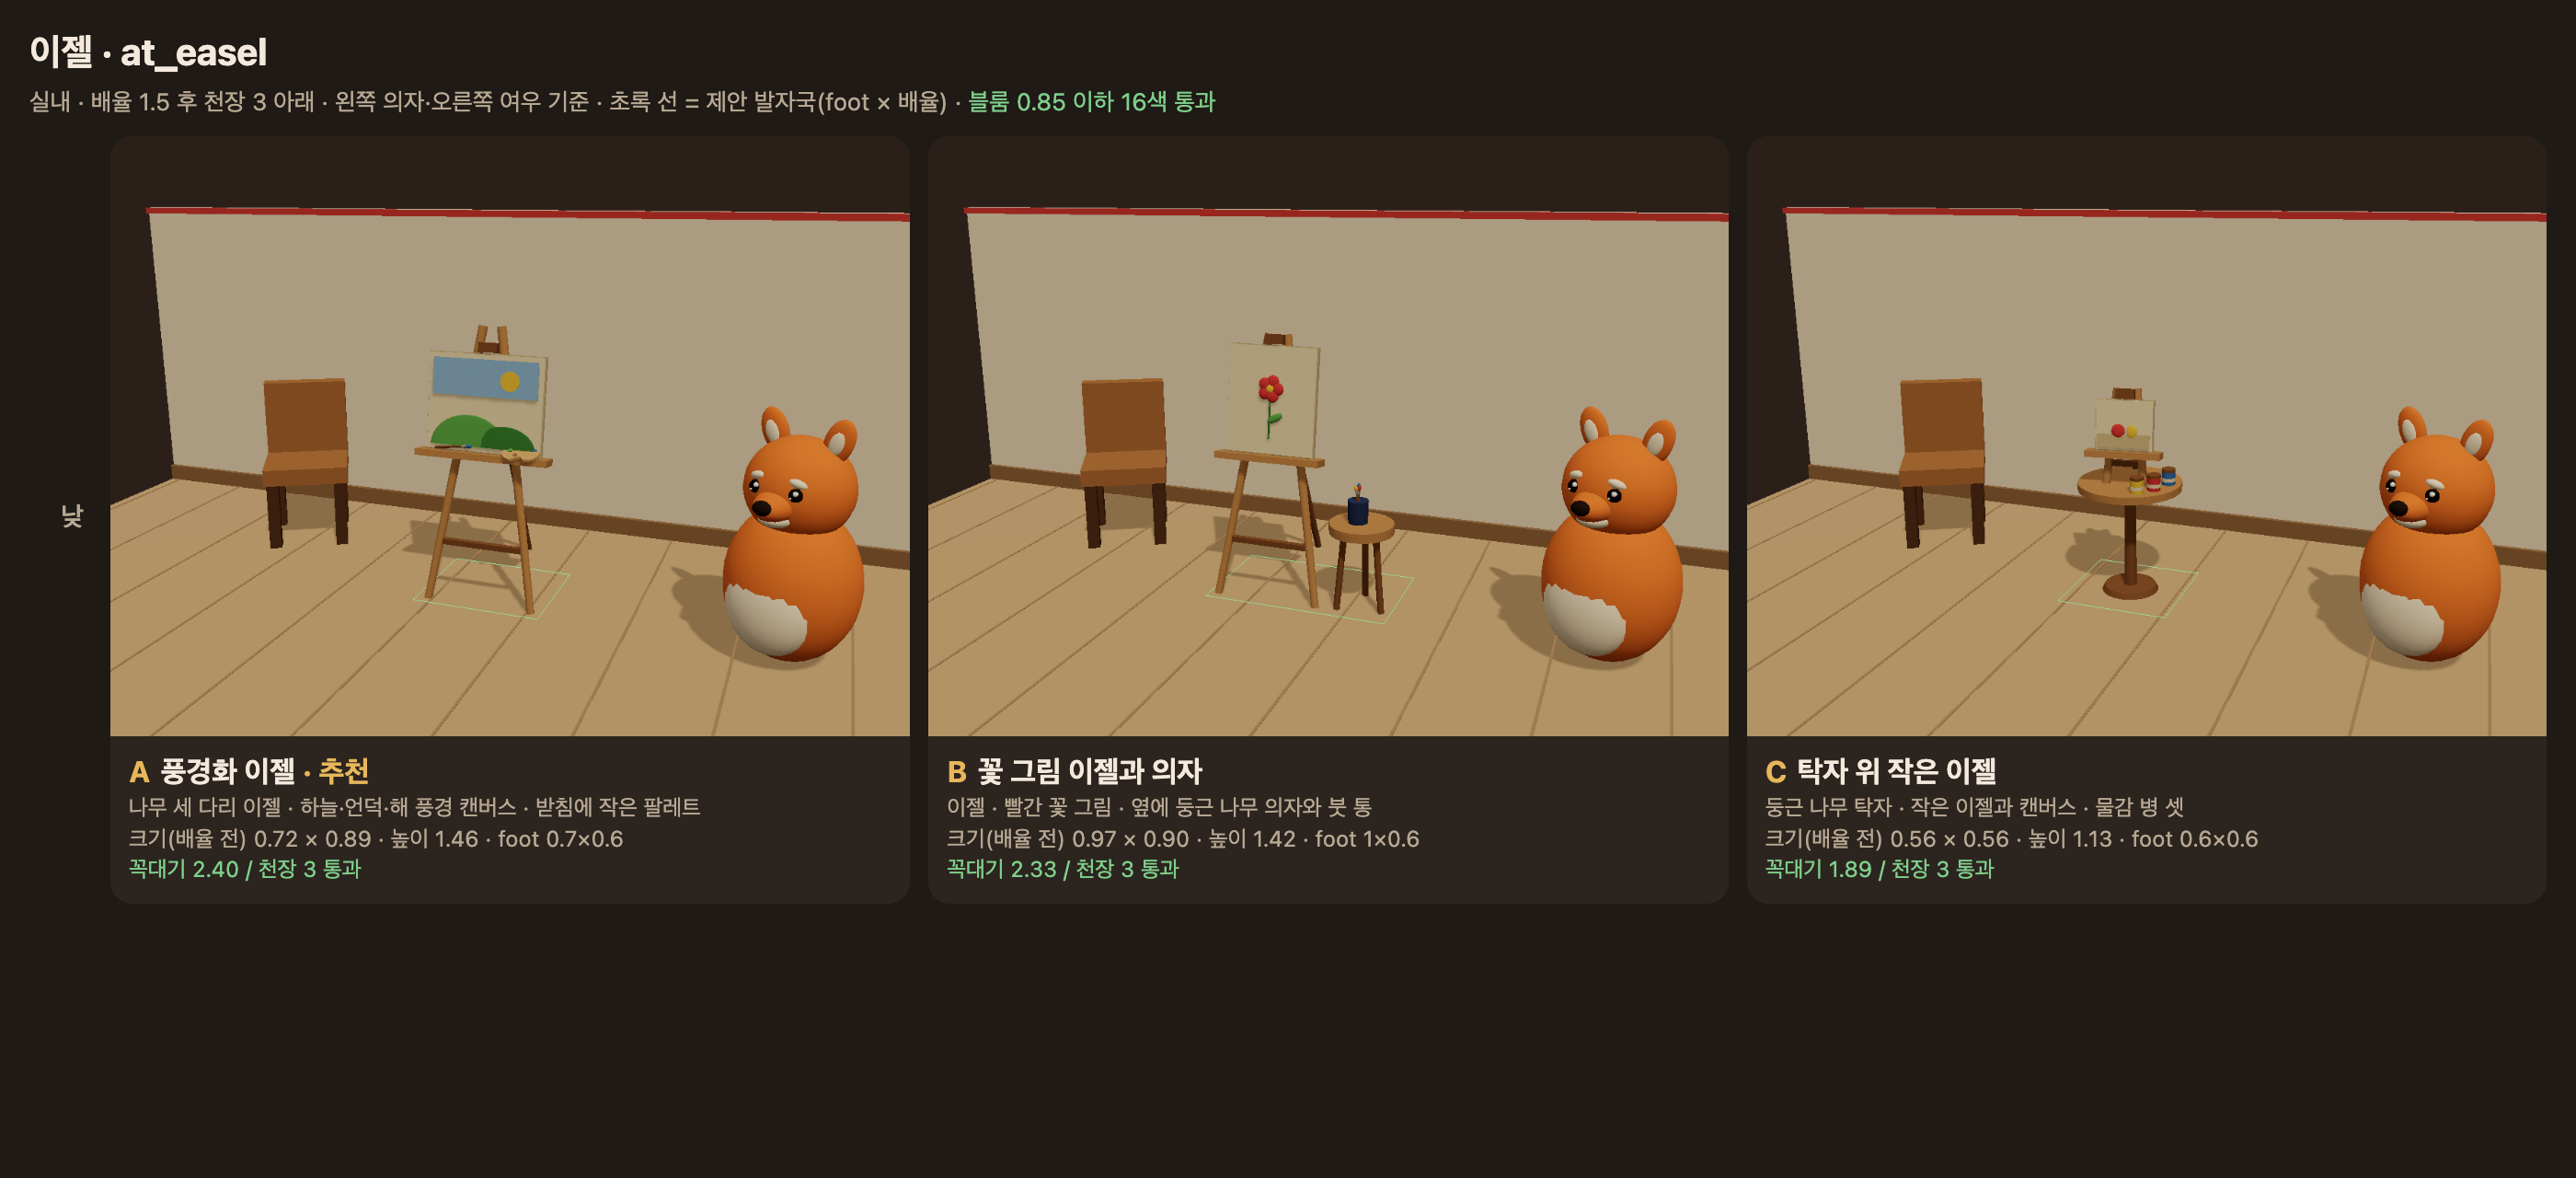 이젤 · at_easel
실내 · 배율 1.5 후 천장 3 아래 · 왼쪽 의자·오른쪽 여우 기준 · 초록 선 = 제안 발자국(foot × 배율) · 블룸 0.85 이하 16색 통과
낮
A 풍경화 이젤 · 추천
나무 세 다리 이젤 · 하늘·언덕·해 풍경 캔버스 · 받침에 작은 팔레트
크기(배율 전) 0.72 × 0.89 · 높이 1.46 · foot 0.7×0.6
꼭대기 2.40 / 천장 3 통과
B 꽃 그림 이젤과 의자
이젤 · 빨간 꽃 그림 · 옆에 둥근 나무 의자와 붓 통
크기(배율 전) 0.97 × 0.90 · 높이 1.42 · foot 1×0.6
꼭대기 2.33 / 천장 3 통과
C 탁자 위 작은 이젤
둥근 나무 탁자 · 작은 이젤과 캔버스 · 물감 병 셋
크기(배율 전) 0.56 × 0.56 · 높이 1.13 · foot 0.6×0.6
꼭대기 1.89 / 천장 3 통과